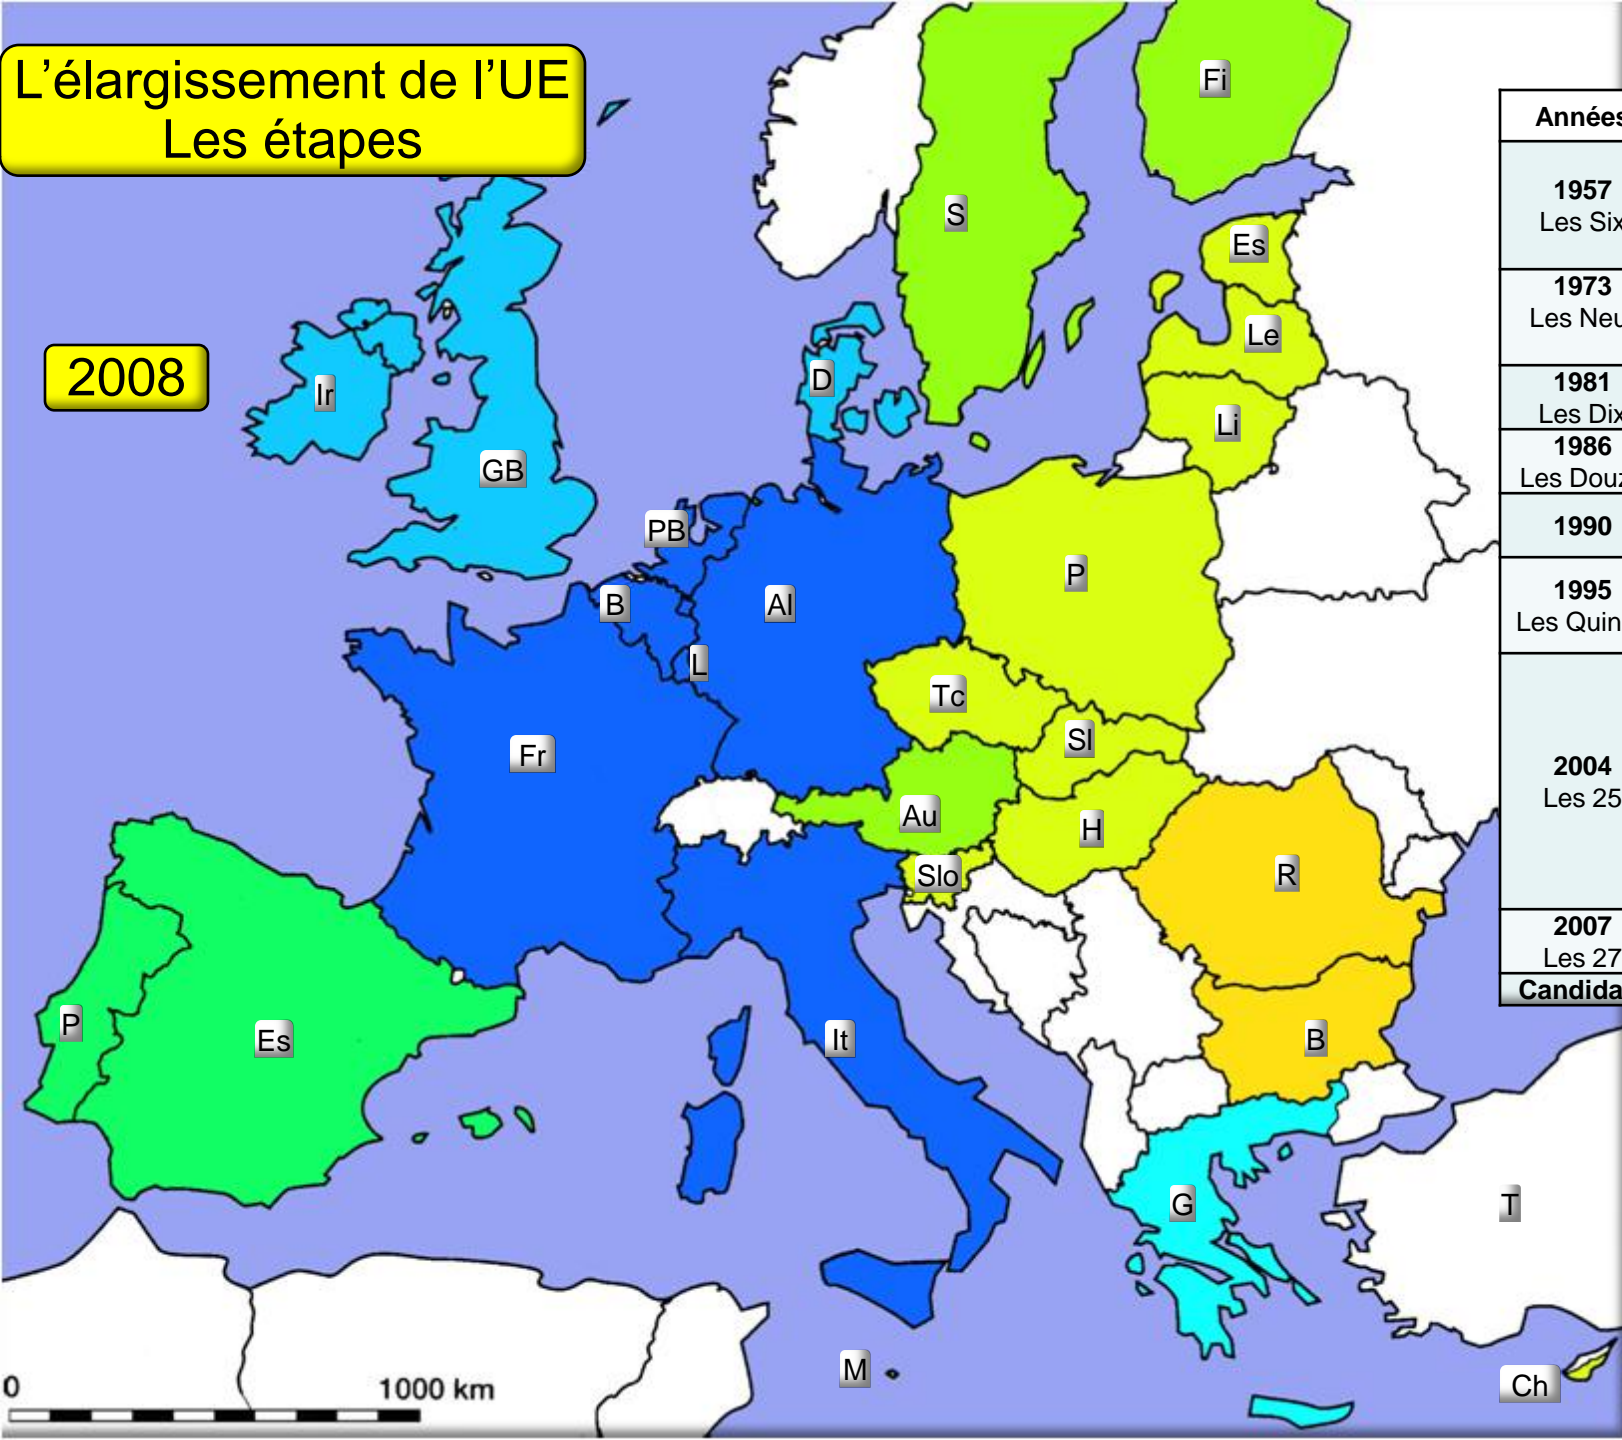 L'élargissement de l'UE
Les étapes
2008
Fi
S
Es
Le
Li
Ir
GB
D
PB
B
Al
P
L
Tc
Sl
Fr
Au
H
Slo
R
P
Es
It
B
G
T
M
Ch
0
1000 km
Années
1957
Les Six
1973
Les Neu
1981
Les Dix
1986
Les Douz
1990
1995
Les Quin
2004
Les 25
2007
Les 27
Candida